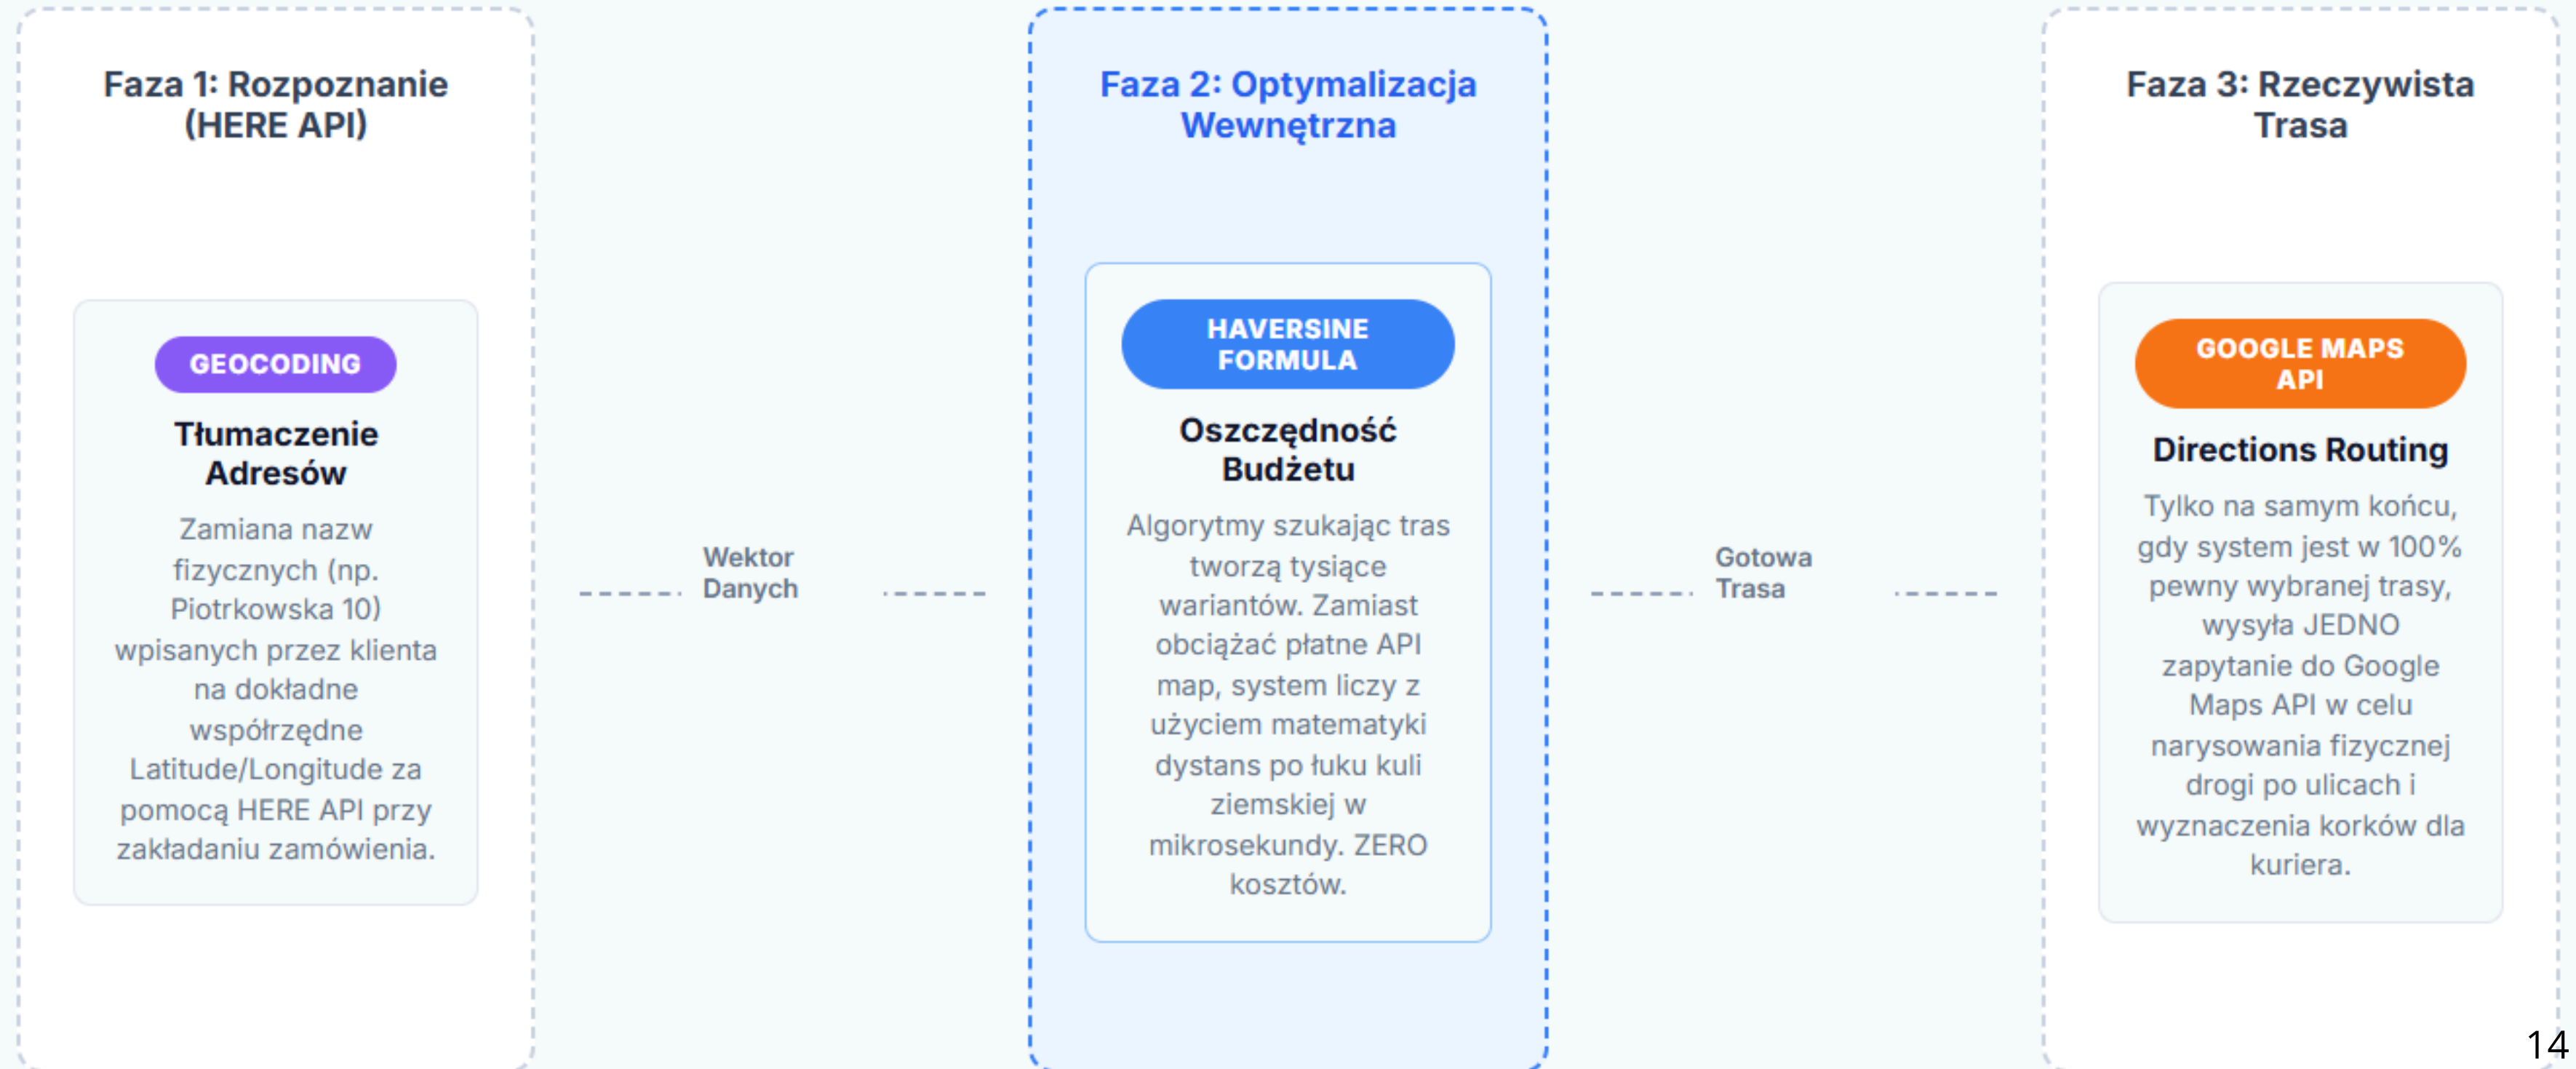 Faza 1: Rozpoznanie
(HERE API)
GEOCODING
Tłumaczenie
Adresów
Zamiana nazw
fizycznych (np.
Piotrkowska 10)
wpisanych przez klienta
na dokładne
współrzędne
Latitude/Longitude za
pomocą HERE API przy
zakładaniu zamówienia.
Wektor
Danych
Faza 2: Optymalizacja
Wewnętrzna
HAVERSINE
FORMULA
Oszczędność
Budżetu
Algorytmy szukając tras
tworzą tysiące
wariantów. Zamiast
obciążać płatne API
map, system liczy z
użyciem matematyki
dystans po łuku kuli
ziemskiej w
mikrosekundy. ZERO
kosztów.
Gotowa
Trasa
Faza 3: Rzeczywista
Trasa
GOOGLE MAPS
API
Directions Routing
Tylko na samym końcu,
gdy system jest w 100%
pewny wybranej trasy,
wysyła JEDNO
zapytanie do Google
Maps API w celu
narysowania fizycznej
drogi po ulicach i
wyznaczenia korków dla
kuriera.
14